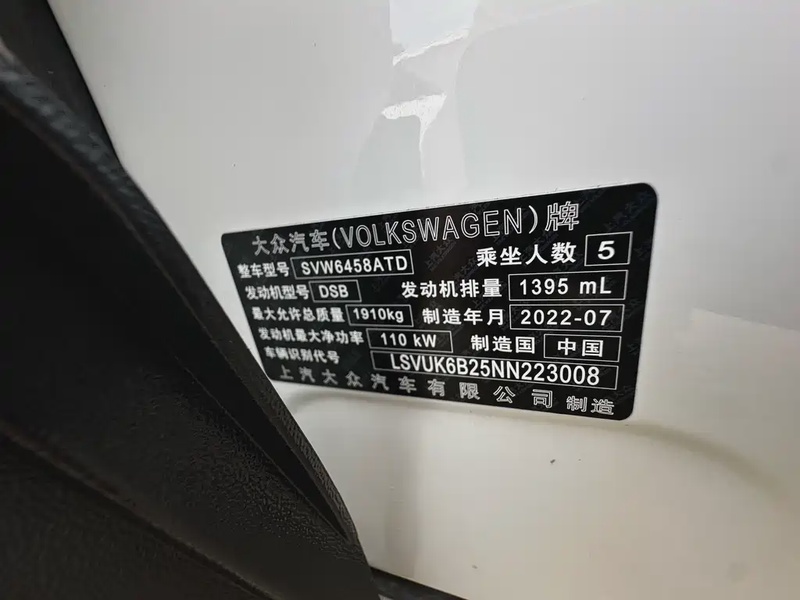 大众汽车(VOLKSWAGEN)牌
整车型号 SVW6458ATD 乘坐人数 5
发动机型号 DSB 发动机排量 1395 mL
最大允许总质量 1910kg 制造年月 2022-07
发动机最大净功率 110 kW 制造国 中国
车辆识别代号 LSVUK6B25NN223008
上汽大众汽车有限公司 制造